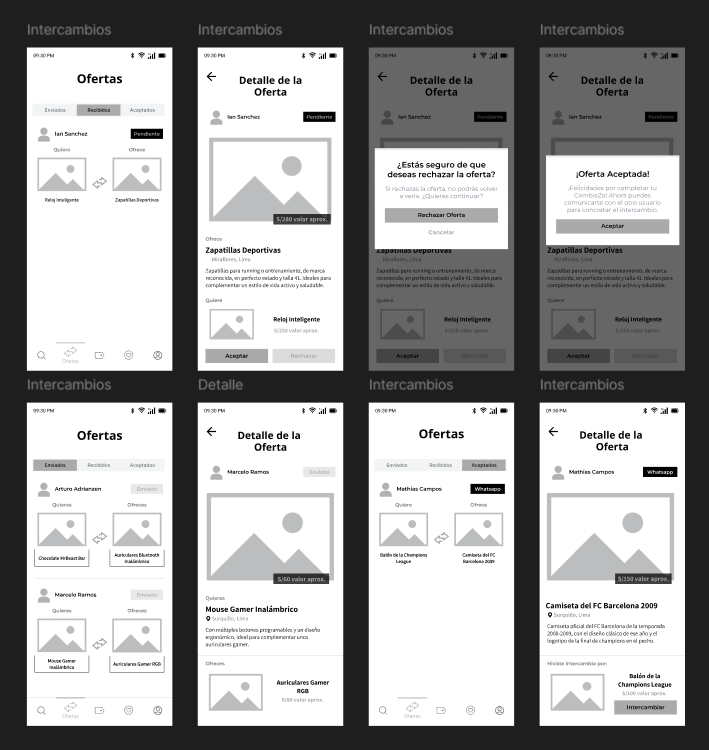 Intercambios
09:30 PM
Ofertas
Enviados
Recibidos
Aceptados
Ian Sanchez
Pendiente
Quiere
Ofrece
Reloj Inteligente
Zapatillas Deportivas
Ofertas
Intercambios
09:30 PM
Detalle de la
Oferta
Ian Sanchez
Pendiente
S/280 valor aprox.
Ofrece
Zapatillas Deportivas
Miraflores, Lima
Zapatillas para running o entrenamiento, de marca
reconocida, en perfecto estado y talla 41. Ideales para
complementar un estilo de vida activo y saludable.
Quiere
Reloj Inteligente
S/350 valor aprox.
Aceptar
Rechazar
Intercambios
09:30 PM
Detalle de la
Oferta
Ian Sanchez
Pendiente
¿Estás seguro de que
deseas rechazar la oferta?
Si rechazas la oferta, no podrás volver
a verla. ¿Quieres continuar?
Rechazar Oferta
Cancelar
Zapatillas Deportivas
Miraflores, Lima
Zapatillas para running o entrenamiento, de marca
reconocida, en perfecto estado y talla 41. Ideales para
complementar un estilo de vida activo y saludable.
Quiere
Reloj Inteligente
S/350 valor aprox.
Aceptar
Rechazar
Intercambios
09:30 PM
Detalle de la
Oferta
Ian Sanchez
Pendiente
¡Oferta Aceptada!
¡Felicidades por completar tu
CambiaZo! Ahora puedes
comunicarte con el otro usuario
para concretar el intercambio.
Aceptar
Zapatillas Deportivas
Miraflores, Lima
Zapatillas para running o entrenamiento, de marca
reconocida, en perfecto estado y talla 41. Ideales para
complementar un estilo de vida activo y saludable.
Quiere
Reloj Inteligente
S/350 valor aprox.
Aceptar
Rechazar
Intercambios
09:30 PM
Ofertas
Enviados
Recibidos
Aceptados
Arturo Adrianzen
Enviado
Quieres
Ofreces
Chocolate MrBeast Bar
Auriculares Bluetooth
Inalámbrico
Marcelo Ramos
Enviado
Quieres
Ofreces
Mouse Gamer
Inalámbrico
Auriculares Gamer RGB
Ofertas
Detalle
09:30 PM
Detalle de la
Oferta
Marcelo Ramos
Enviado
S/60 valor aprox.
Quieres
Mouse Gamer Inalámbrico
Surquillo, Lima
Con múltiples botones programables y un diseño
ergonómico, ideal para complementar unos
auriculares gamer.
Ofreces
Auriculares Gamer
RGB
S/80 valor aprox.
Intercambios
09:30 PM
Ofertas
Enviados
Recibidos
Aceptados
Mathias Campos
Whatsapp
Quiere
Ofrece
Balón de la Champions
League
Camiseta del FC
Barcelona 2009
Ofertas
Intercambios
09:30 PM
Detalle de la
Oferta
Mathias Campos
Whatsapp
S/150 valor aprox.
Camiseta del FC Barcelona 2009
Surquillo, Lima
Camiseta oficial del FC Barcelona de la temporada
2008-2009, con el diseño clásico de ese año y el
logotipo de la final de champions en el pecho.
Hiciste intercambio por:
Balón de la
Champions League
S/100 valor aprox.
Intercambiar